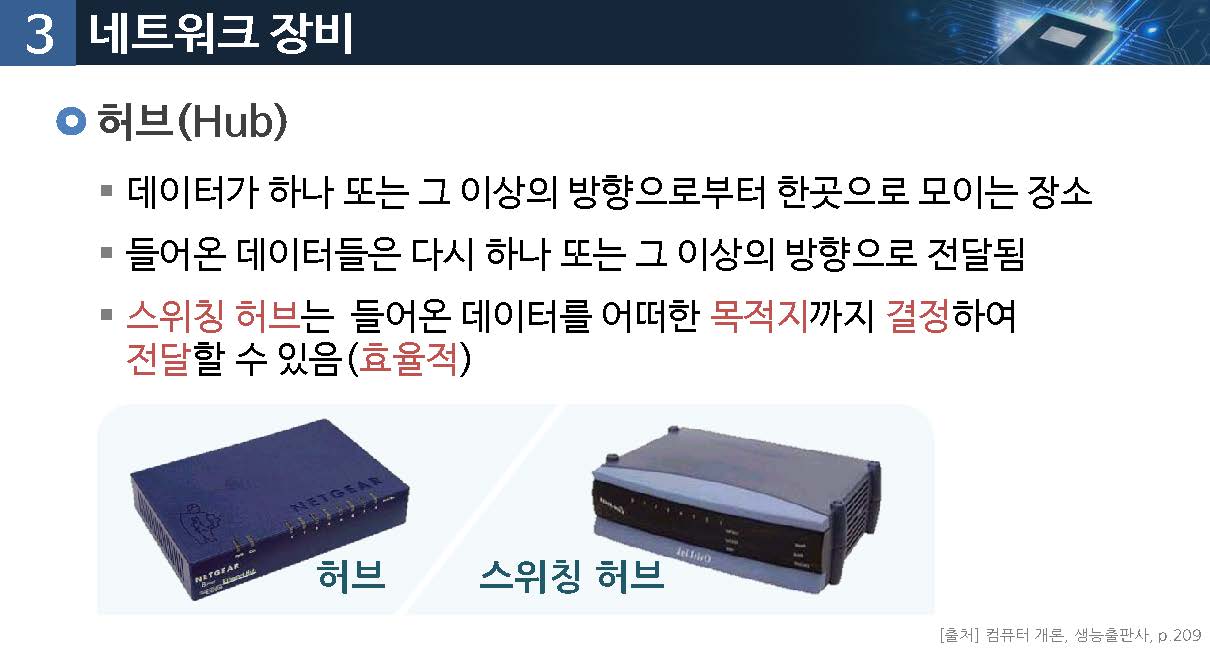 3 네트워크 장비
허브(Hub)
데이터가 하나 또는 그 이상의 방향으로부터 한곳으로 모이는 장소
들어온 데이터들은 다시 하나 또는 그 이상의 방향으로 전달됨
스위칭 허브는 들어온 데이터를 어떠한 목적지까지 결정하여
전달할 수 있음(효율적)
NETGEAR
NETGEAR
허브
스위칭 허브
[출처] 컴퓨터 개론, 생능출판사, p.209